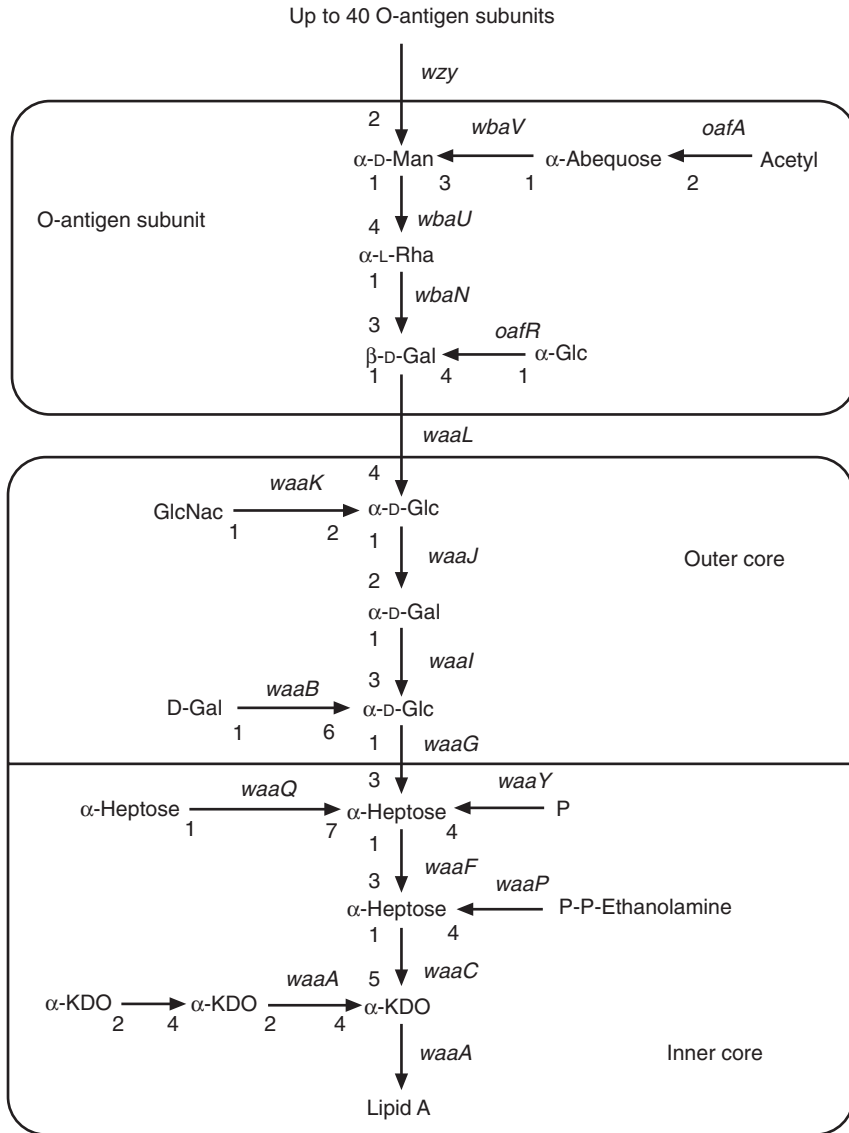 Up to 40 O-antigen subunits
wzy
2 wbaV oafA
α-D-Man α-Abequose Acetyl
1 3 1 2
O-antigen subunit 4 wbaU
α-L-Rha
1
wbaN
3 oafR
β-D-Gal α-Glc
1 4 1
waaL
waaK 4
GlcNac α-D-Glc
1 2 1
waaJ Outer core
2
α-D-Gal
1
waaI
waaB 3
D-Gal α-D-Glc
1 6 1 waaG
waaQ 3 waaY
α-Heptose α-Heptose P
1 7 1 4
waaF
3 waaP
α-Heptose P-P-Ethanolamine
1 4
waaA 5 waaC
α-KDO α-KDO α-KDO
2 4 2 4
waaA Inner core
Lipid A